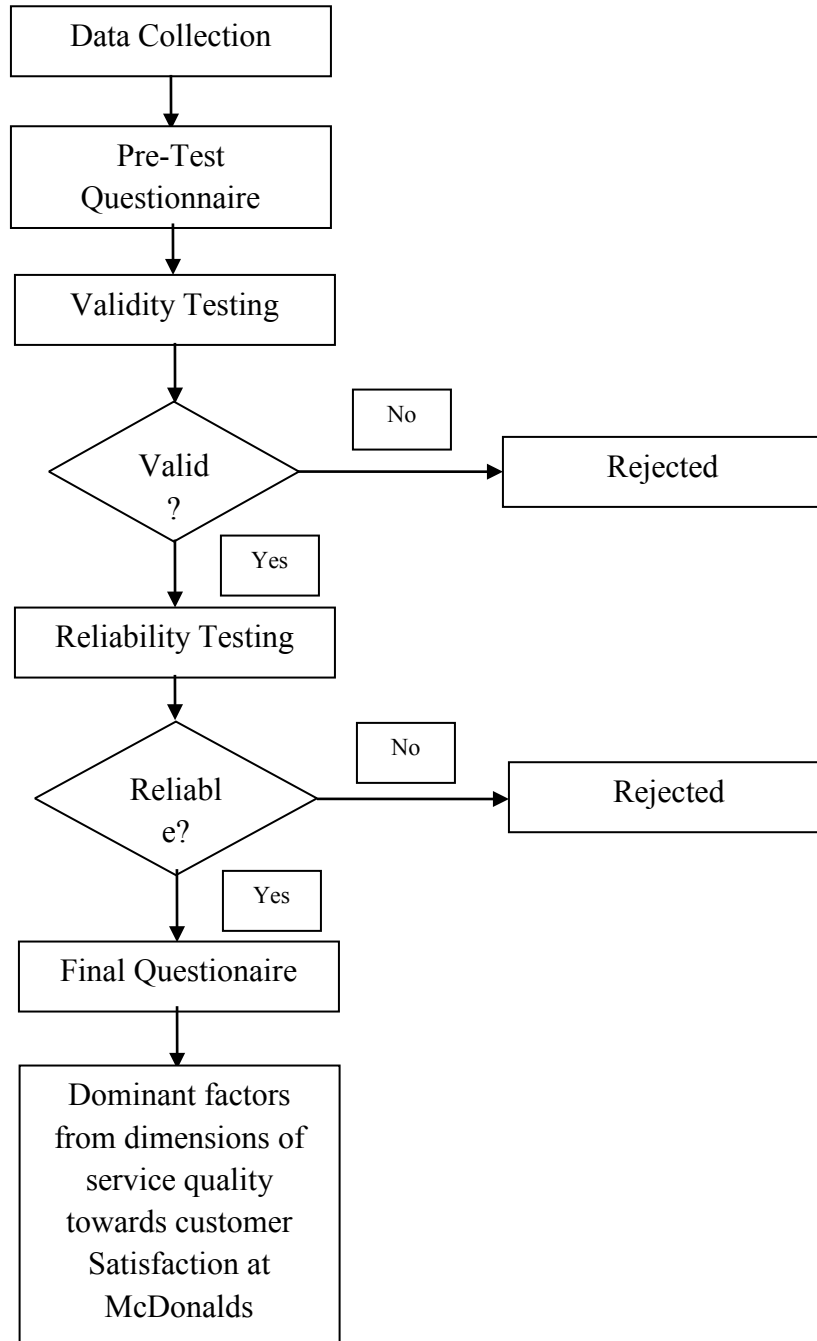 Data Collection
Pre-Test
Questionnaire
Validity Testing
Valid
?
No
Rejected
Yes
Reliability Testing
Reliabl
e?
No
Rejected
Yes
Final Questionaire
Dominant factors
from dimensions of
service quality
towards customer
Satisfaction at
McDonalds